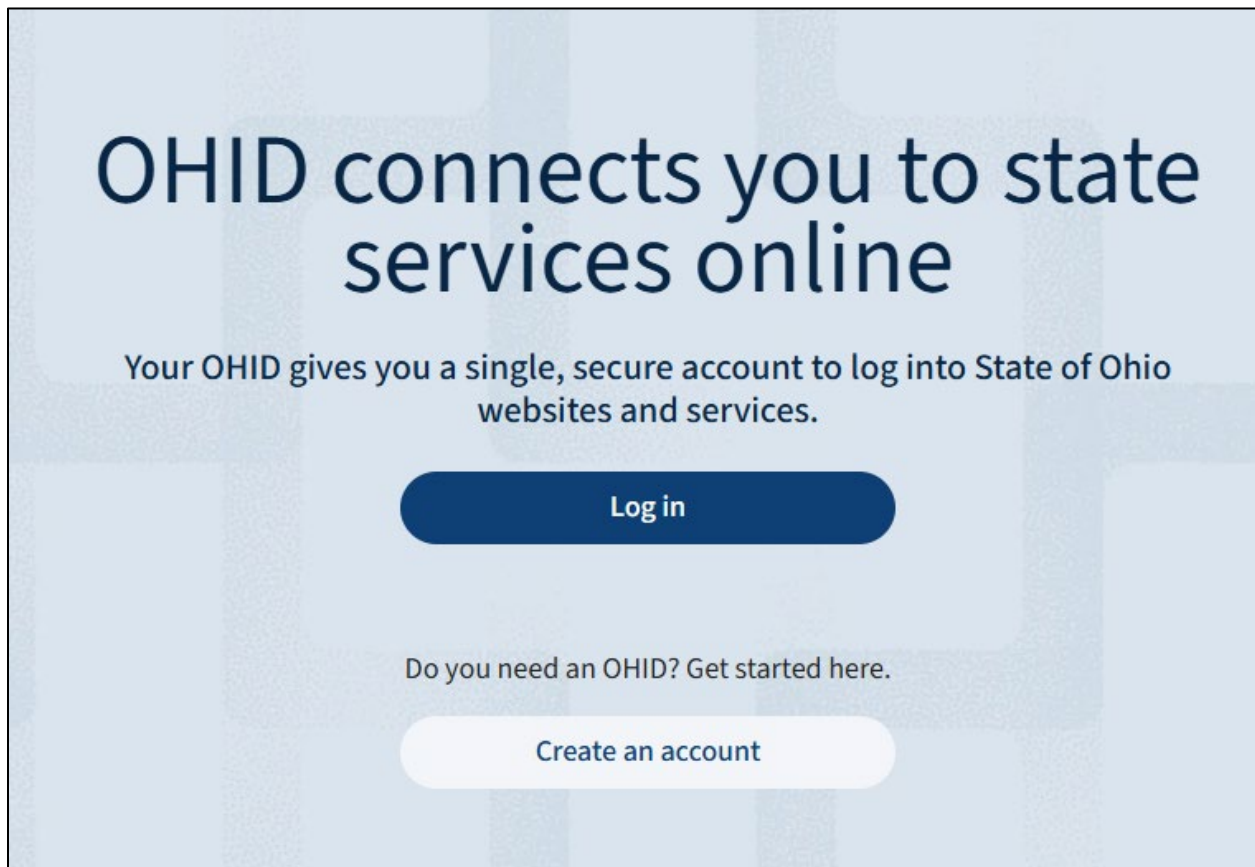 OHID connects you to state
services online
Your OHID gives you a single, secure account to log into State of Ohio
websites and services.
Log in
Do you need an OHID? Get started here.
Create an account